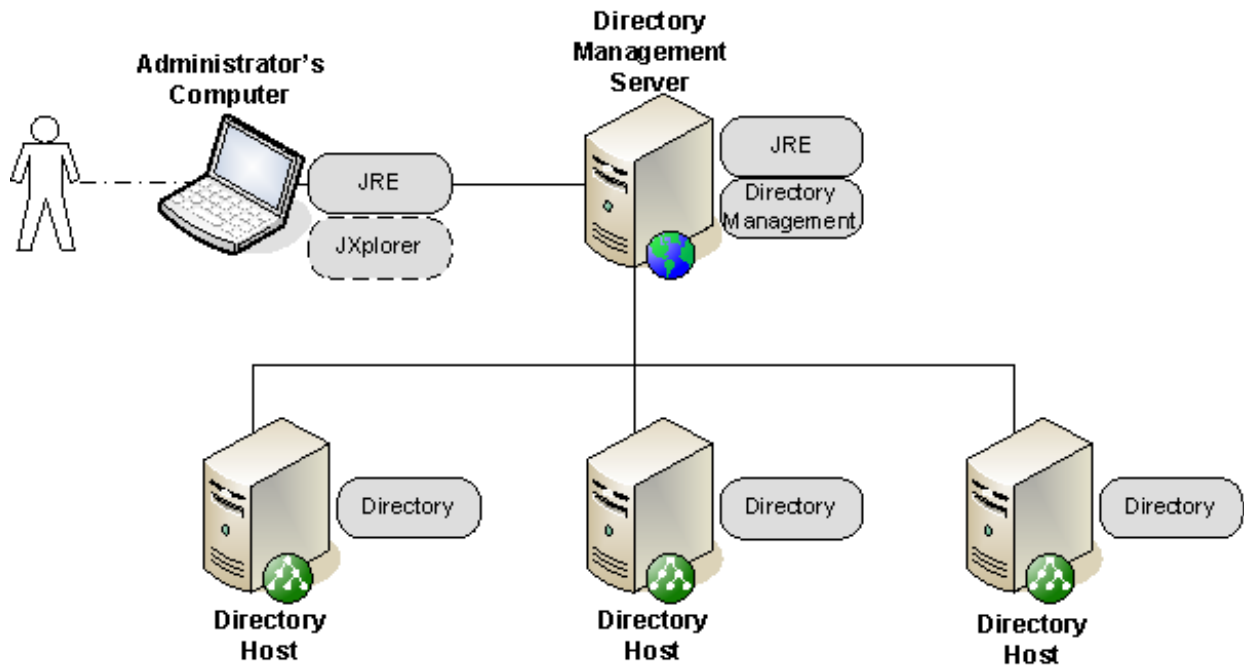 Administrator's
Computer
Directory
Management
Server
JRE
JXplorer
JRE
Directory
Management
Directory
Directory
Directory
Directory
Host
Directory
Host
Directory
Host